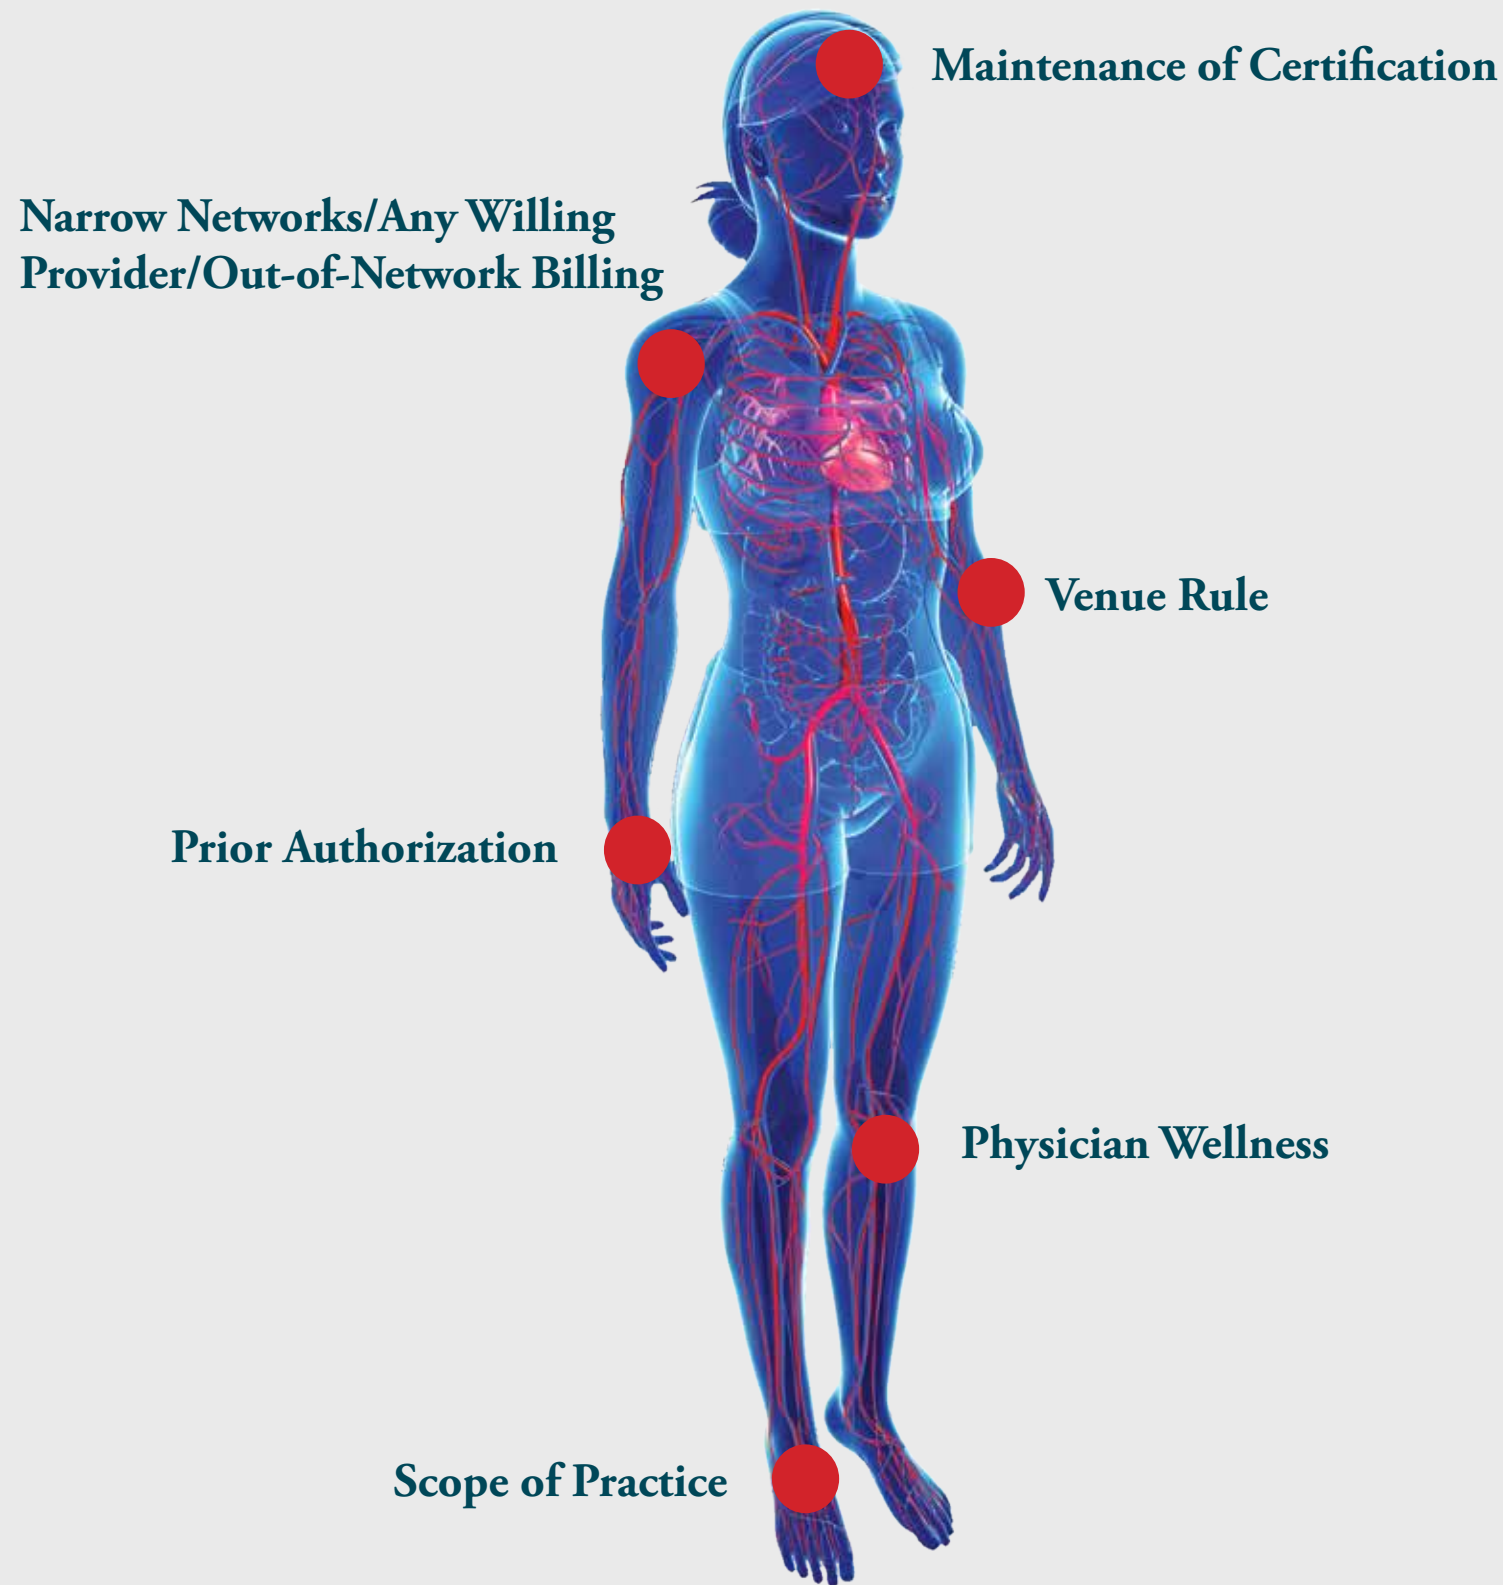 Maintenance of Certification
Narrow Networks/Any Willing
Provider/Out-of-Network Billing
Venue Rule
Prior Authorization
Physician Wellness
Scope of Practice